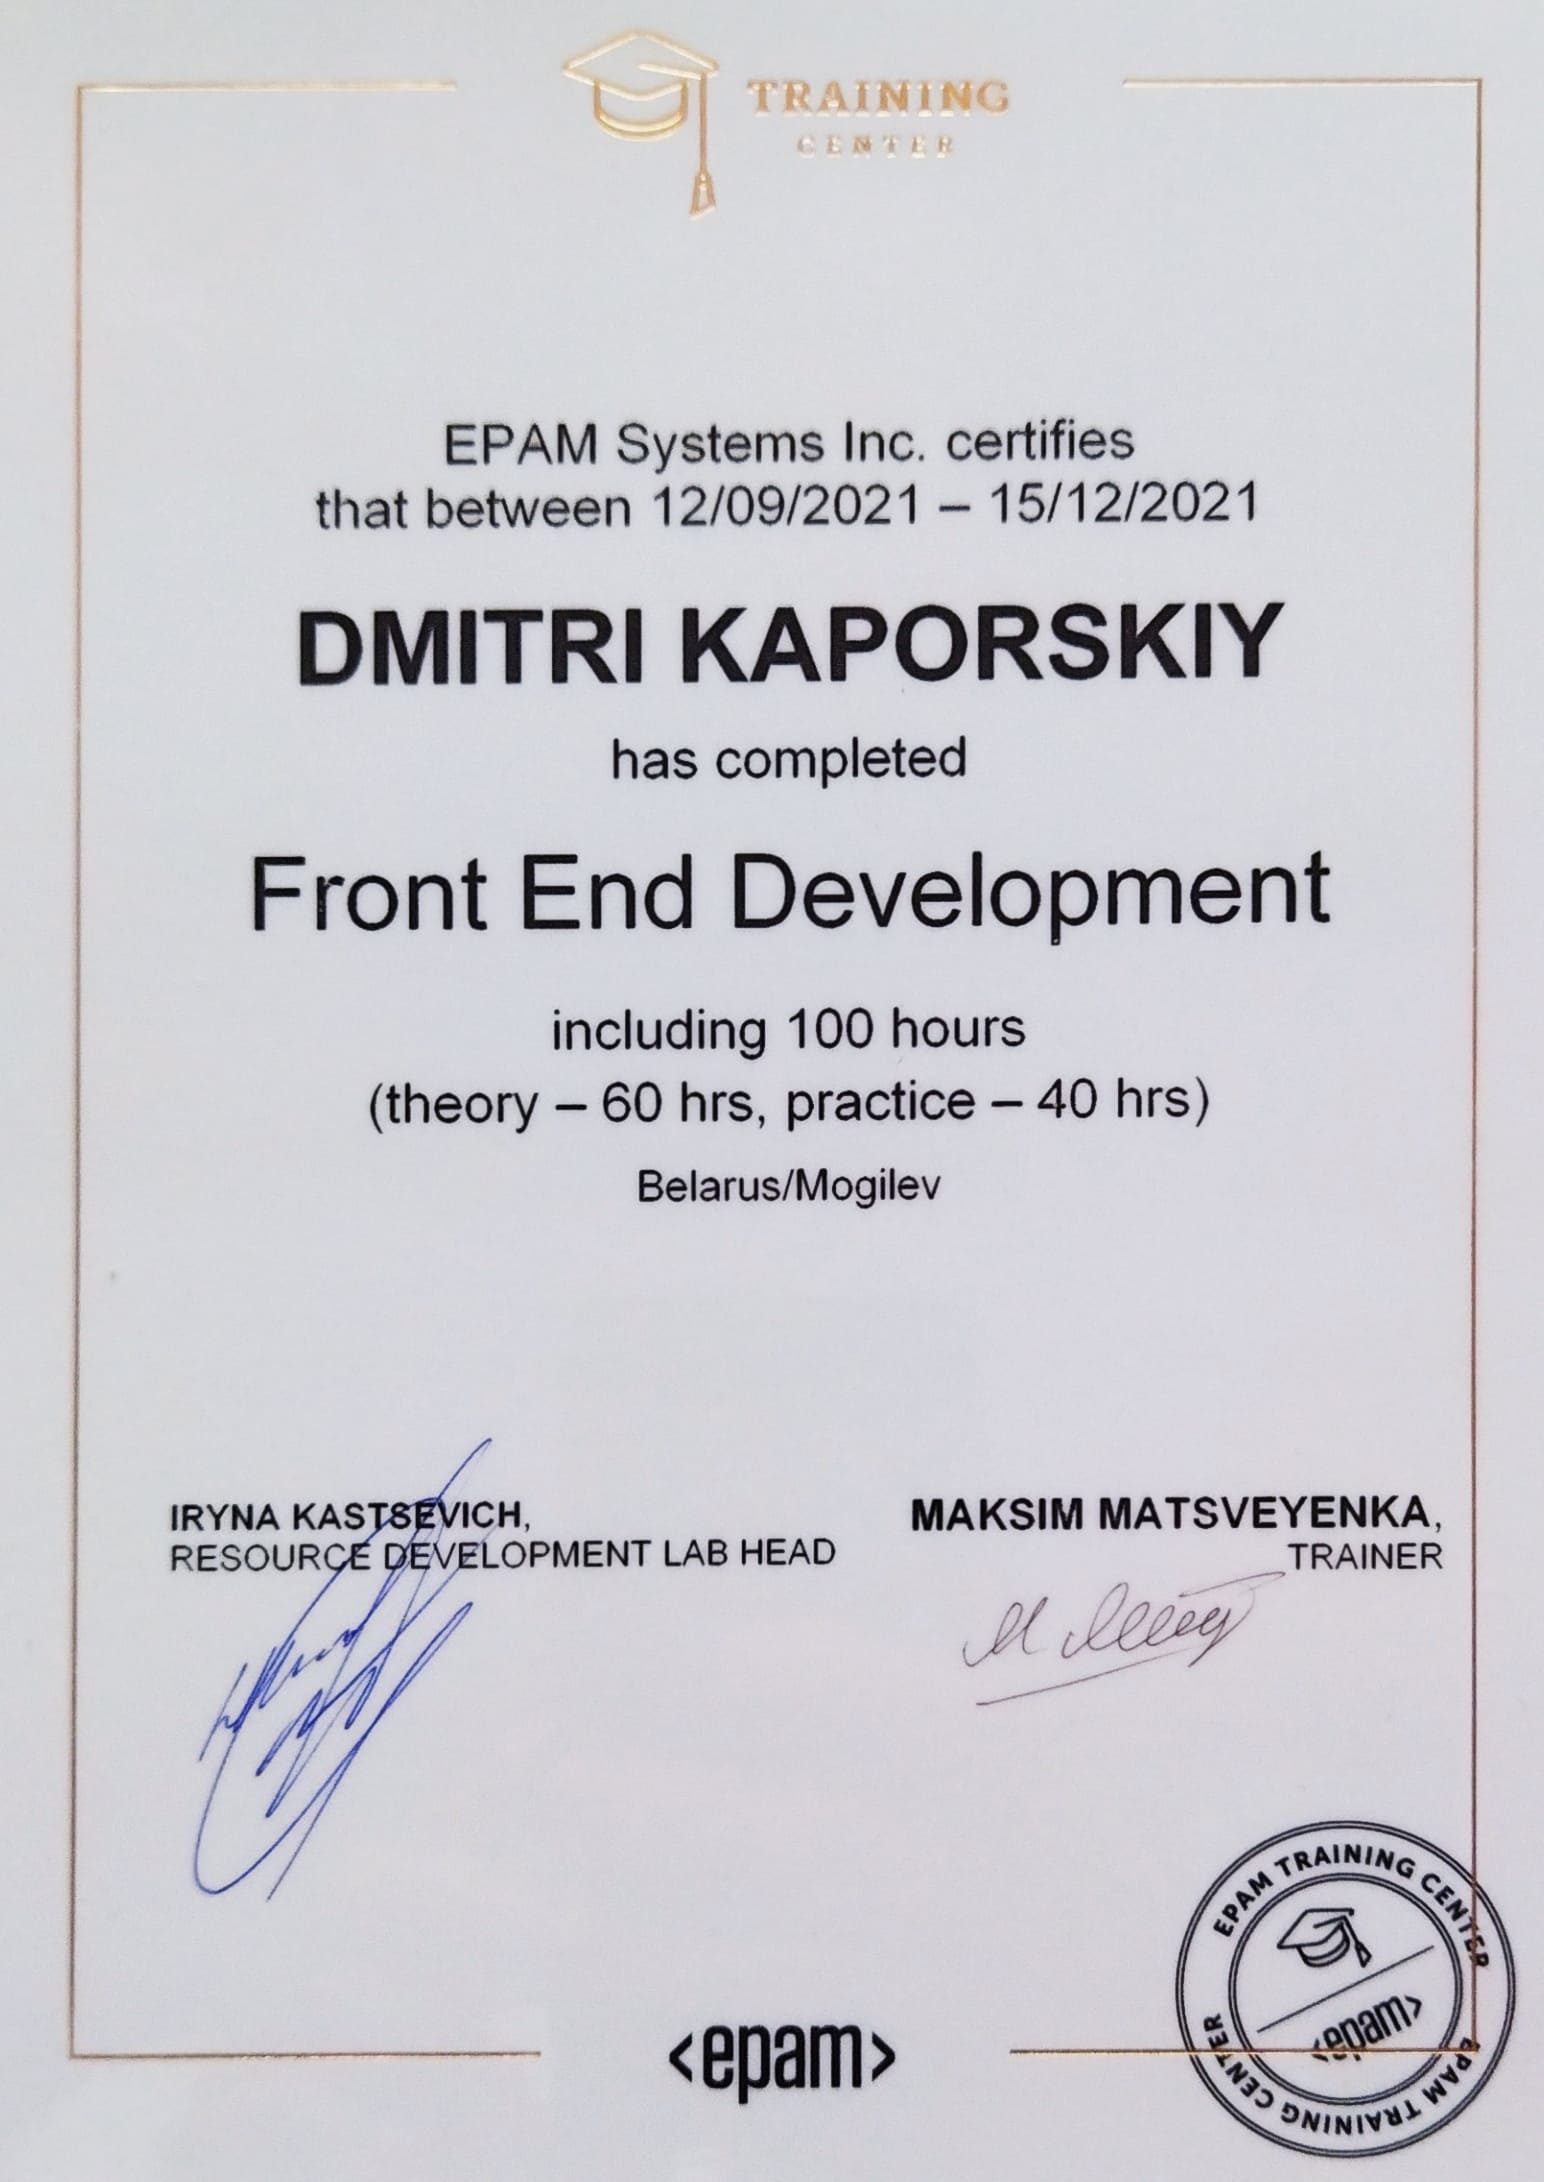 TRAINING
CENTER
EPAM Systems Inc. certifies
that between 12/09/2021 – 15/12/2021
DMITRI KAPORSKIY
has completed
Front End Development
including 100 hours
(theory – 60 hrs, practice – 40 hrs)
Belarus/Mogilev
IRYNA KASTSEVICH,
RESOURCE DEVELOPMENT LAB HEAD
MAKSIM MATSVEYENKA,
TRAINER
<epam>
EPAM TRAINING CENTER
<epam>
EPAM TRAINING CENTER